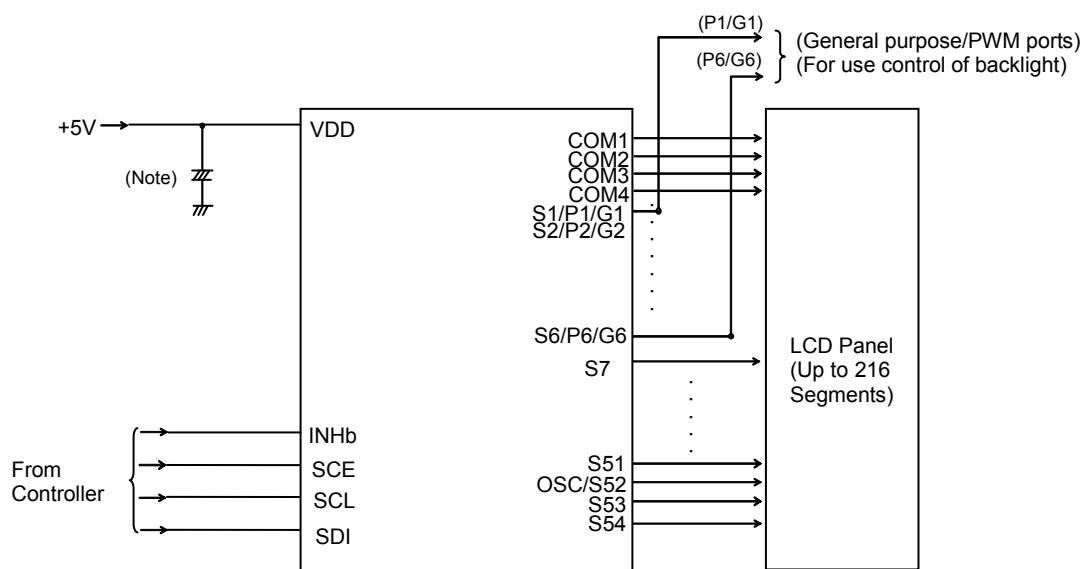 (P1/G1)
(General purpose/PWM ports)
(P6/G6)
(For use control of backlight)
+5V
VDD
(Note)
COM1
COM2
COM3
COM4
S1/P1/G1
S2/P2/G2
S6/P6/G6
S7
LCD Panel
(Up to 216
Segments)
From
Controller
INHb
SCE
SCL
SDI
S51
OSC/S52
S53
S54